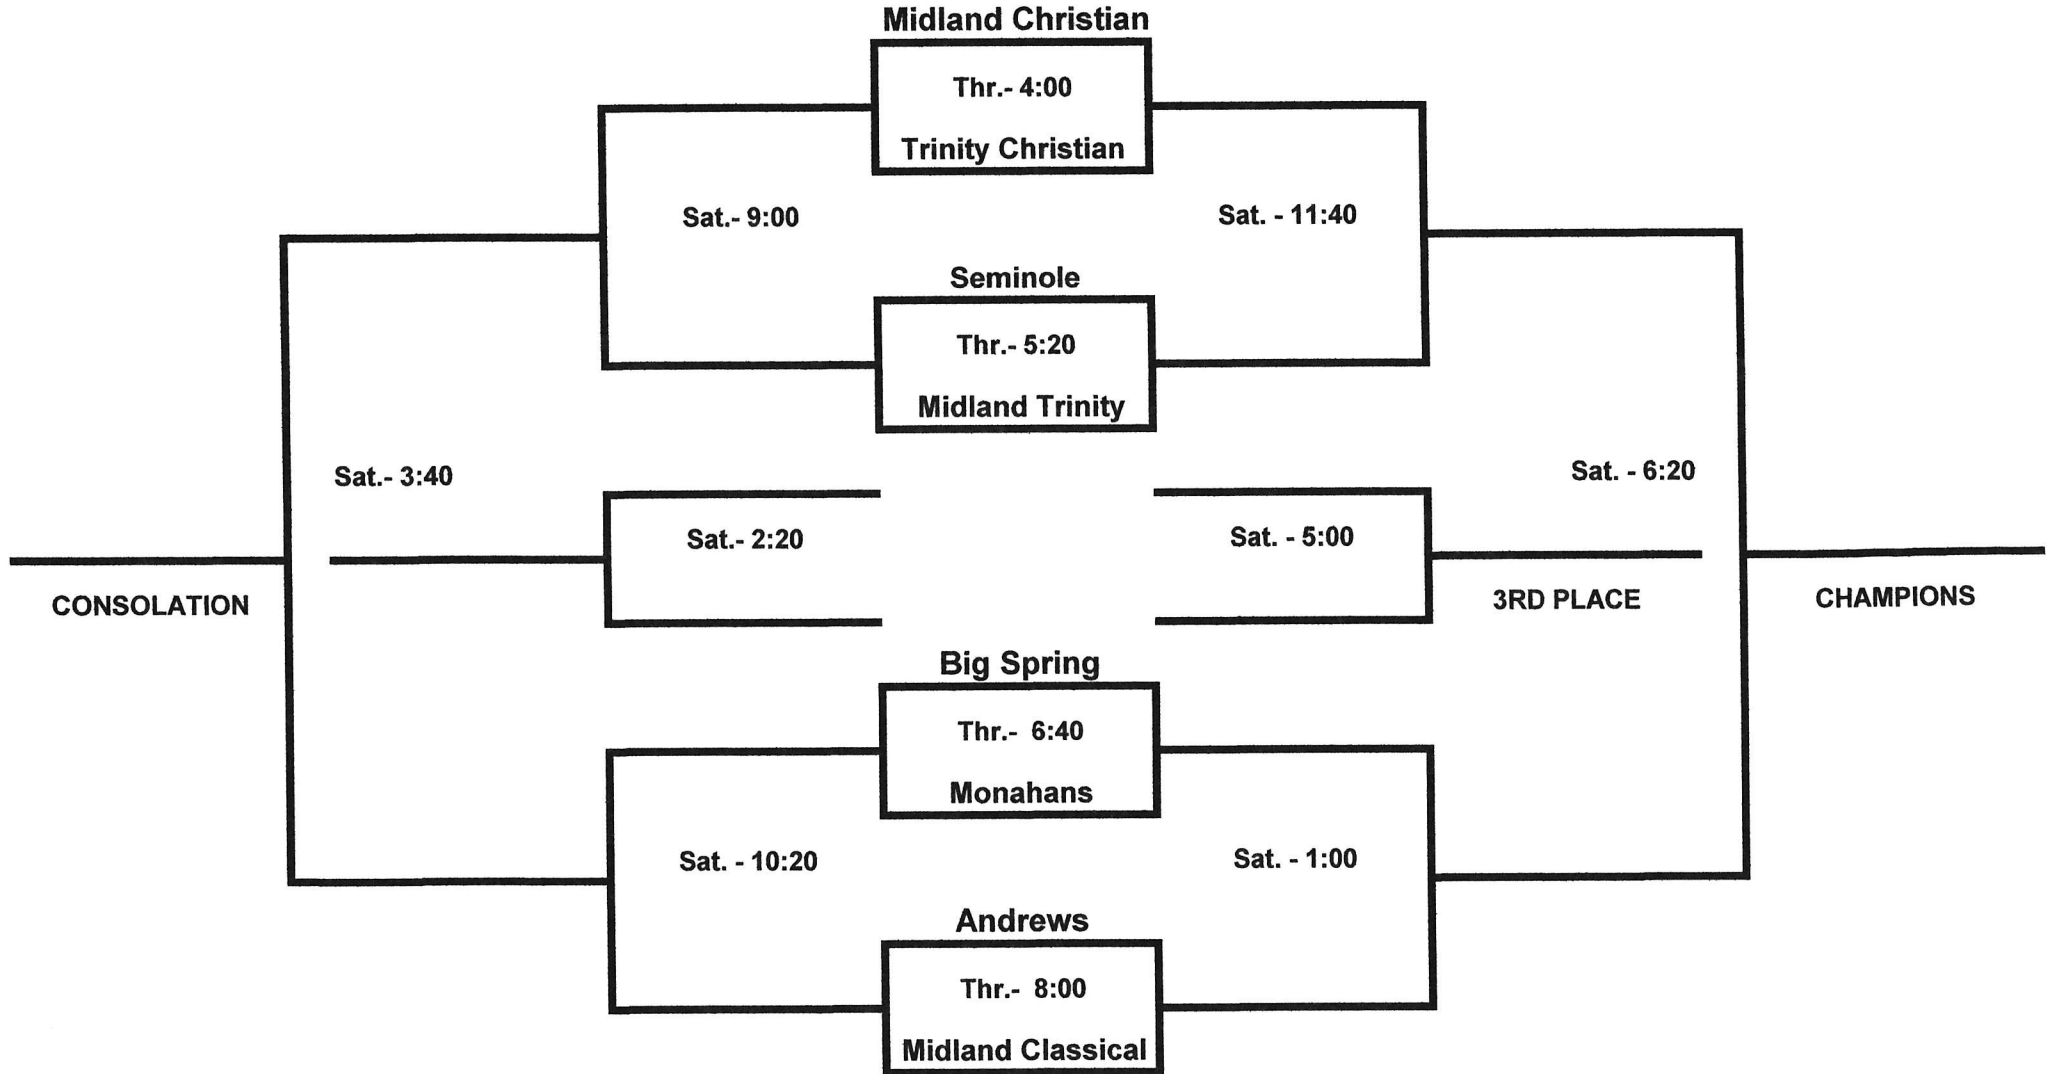 Midland Christian
Thr.- 4:00
Trinity Christian
Sat.- 9:00
Sat. - 11:40
Seminole
Thr.- 5:20
Midland Trinity
Sat.- 3:40
Sat. - 6:20
Sat.- 2:20
Sat. - 5:00
CONSOLATION
3RD PLACE
CHAMPIONS
Big Spring
Thr.-  6:40
Monahans
Sat. - 10:20
Sat. - 1:00
Andrews
Thr.-  8:00
Midland Classical